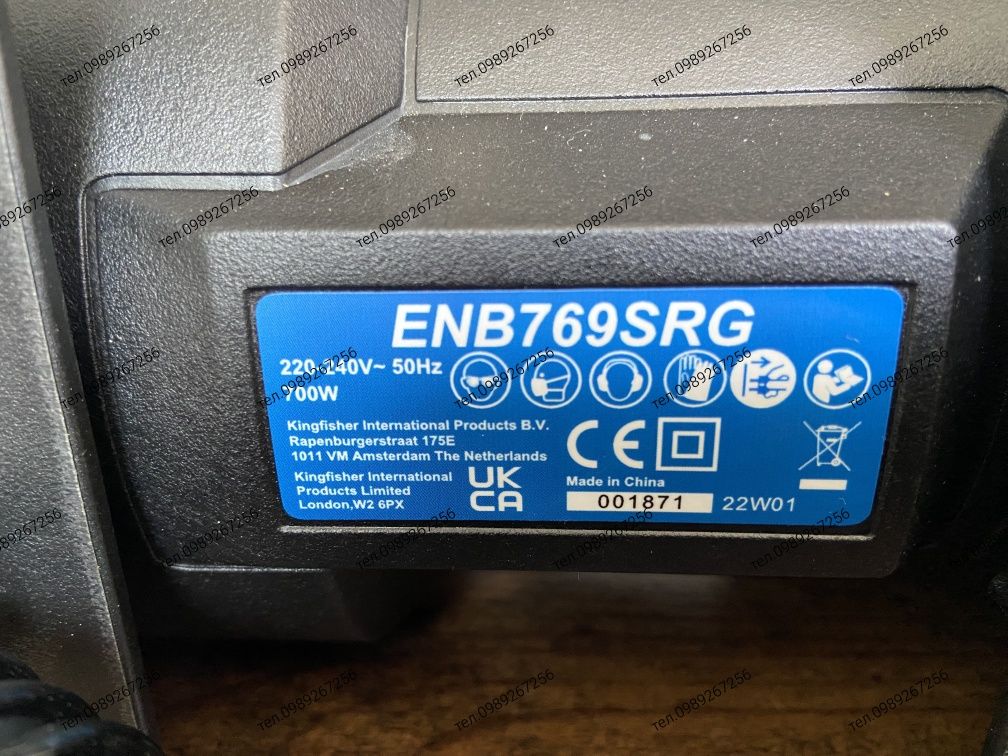 ENB769SRG
220-240V~ 50Hz
700W
Kingfisher International Products B.V.
Rapenburgerstraat 175E
1011 VM Amsterdam The Netherlands
Kingfisher International
Products Limited
London,W2 6PX
UK
CA
CE
Made in China
001871 22W01
тел.0989267256